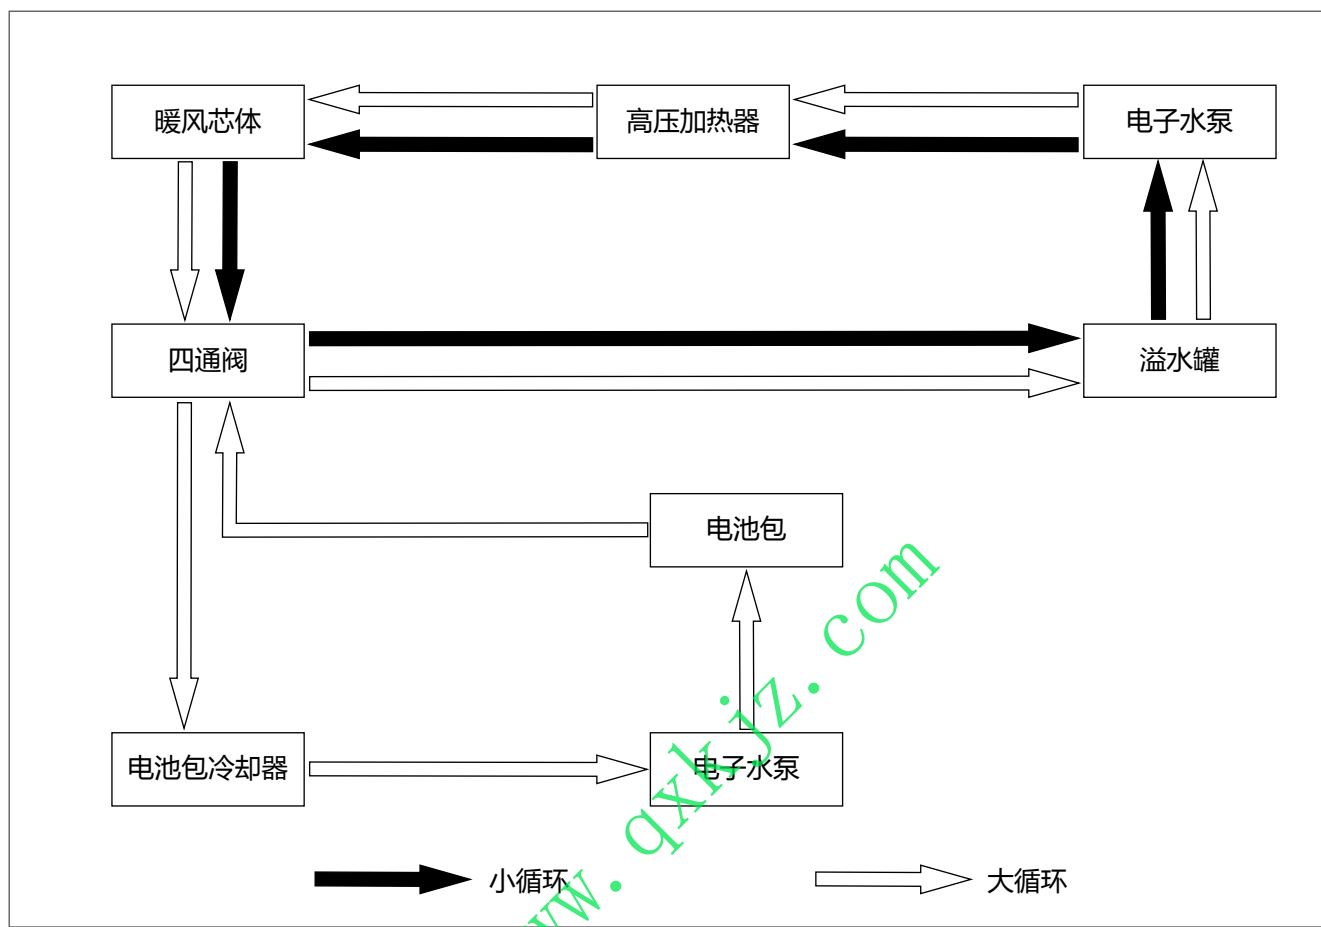 暖风芯体
高压加热器
电子水泵
四通阀
溢水罐
电池包
电池包冷却器
电子水泵
小循环
大循环
www.qxkjz.com